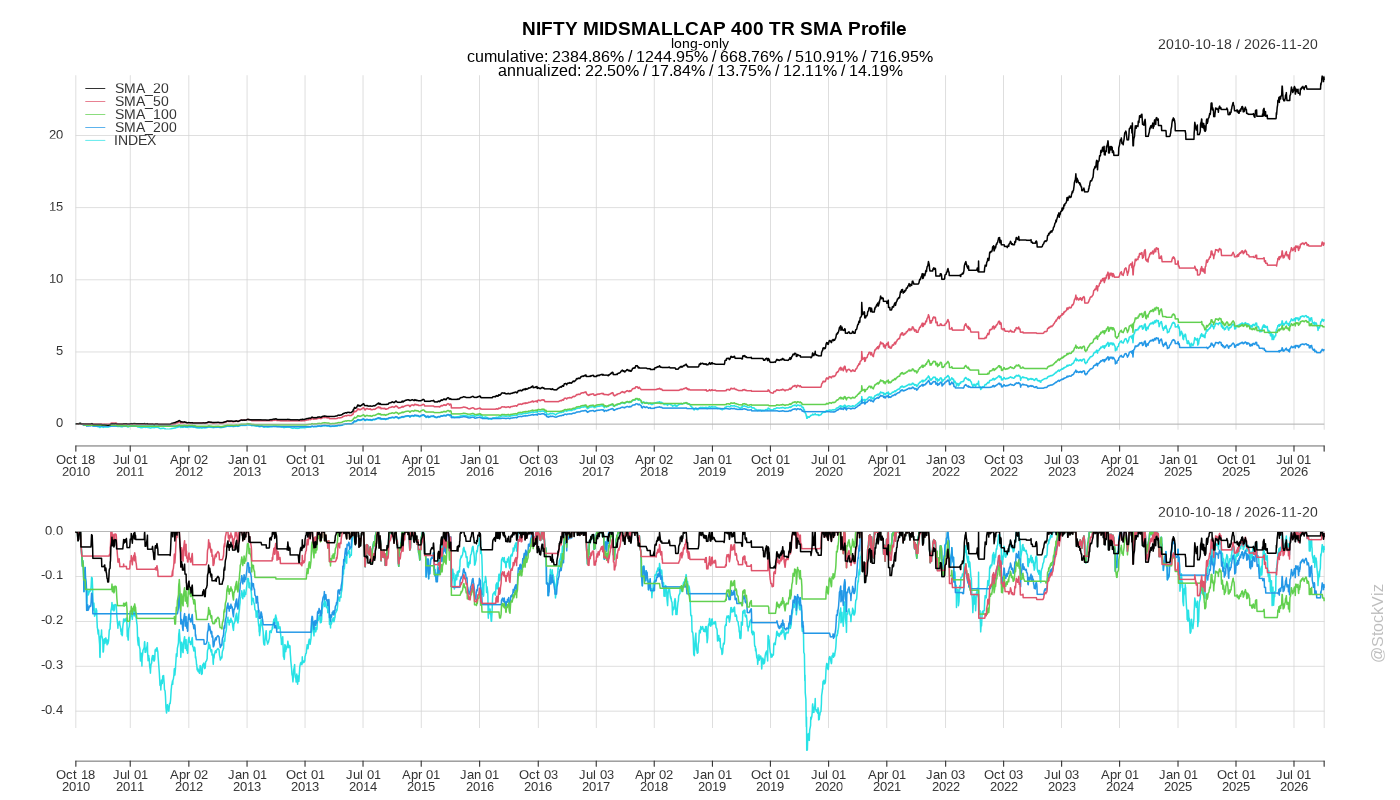 NIFTY MIDSMALLCAP 400 TR SMA Profile
long-only
2010-10-18 / 2026-11-20
cumulative: 2384.86% / 1244.95% / 668.76% / 510.91% / 716.95%
annualized: 22.50% / 17.84% / 13.75% / 12.11% / 14.19%
SMA_20
SMA_50
SMA_100
SMA_200
INDEX
20
15
10
5
0
Oct 18 Jul 01 Apr 02 Jan 01 Oct 01 Jul 01 Apr 01 Jan 01 Oct 03 Jul 03 Apr 02 Jan 01 Oct 01 Jul 01 Apr 01 Jan 03 Oct 03 Jul 03 Apr 01 Jan 01 Oct 01 Jul 01
2010 2011 2012 2013 2013 2014 2015 2016 2016 2017 2018 2019 2019 2020 2021 2022 2022 2023 2024 2025 2025 2026
2010-10-18 / 2026-11-20
0.0
-0.1
-0.2
-0.3
-0.4
Oct 18 Jul 01 Apr 02 Jan 01 Oct 01 Jul 01 Apr 01 Jan 01 Oct 03 Jul 03 Apr 02 Jan 01 Oct 01 Jul 01 Apr 01 Jan 03 Oct 03 Jul 03 Apr 01 Jan 01 Oct 01 Jul 01
2010 2011 2012 2013 2013 2014 2015 2016 2016 2017 2018 2019 2019 2020 2021 2022 2022 2023 2024 2025 2025 2026
@StockViz